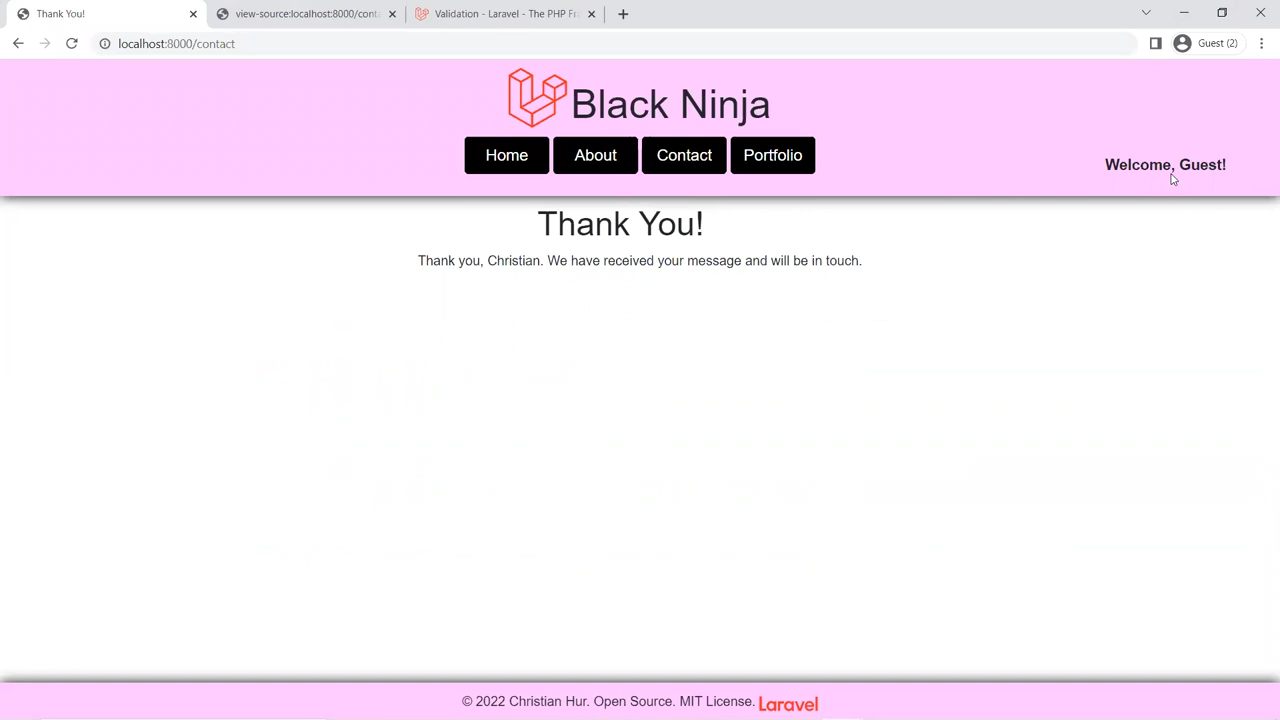 Thank You!
view-source:localhost:8000/conta
Validation - Laravel - The PHP Fr
localhost:8000/contact
Guest (2)
Black Ninja
Home About Contact Portfolio
Welcome, Guest!
Thank You!
Thank you, Christian. We have received your message and will be in touch.
© 2022 Christian Hur. Open Source. MIT License. Laravel